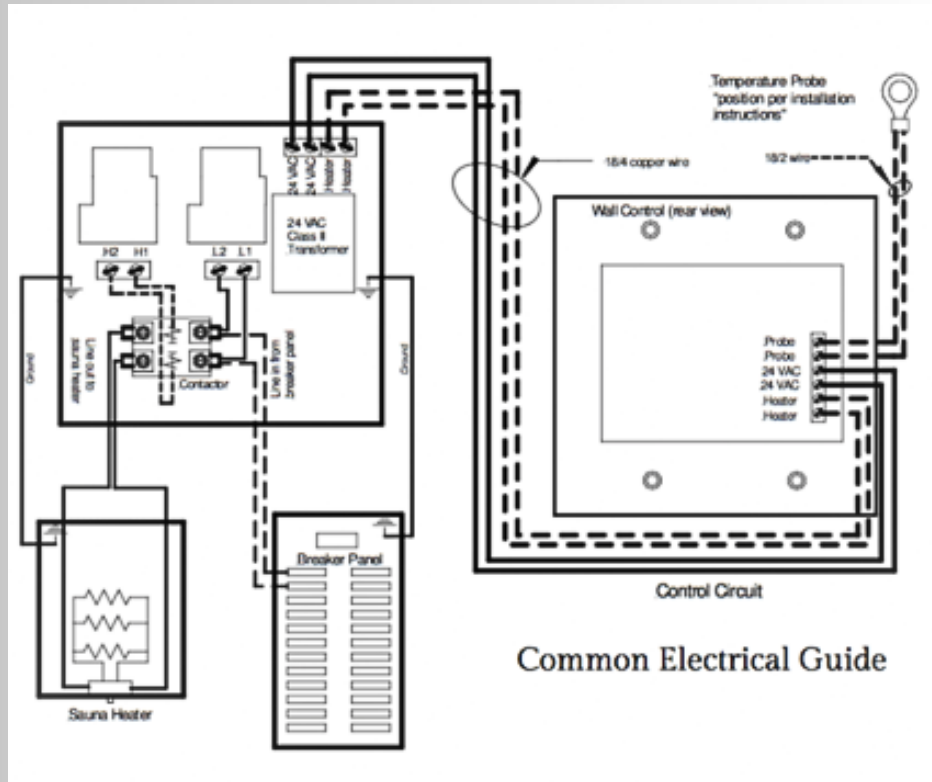 Temperature Probe
"position per installation
instructions"
18/4 copper wire
18/2 wire
24 VAC
24 VAC
Heater
Heater
24 VAC
Class II
Transformer
H2 H1
L2 L1
Wall Control (rear view)
Ground
Line out to
sauna heater
Contactor
Line in from
breaker panel
Ground
Probe
Probe
24 VAC
24 VAC
Heater
Heater
Breaker Panel
Control Circuit
Common Electrical Guide
Sauna Heater